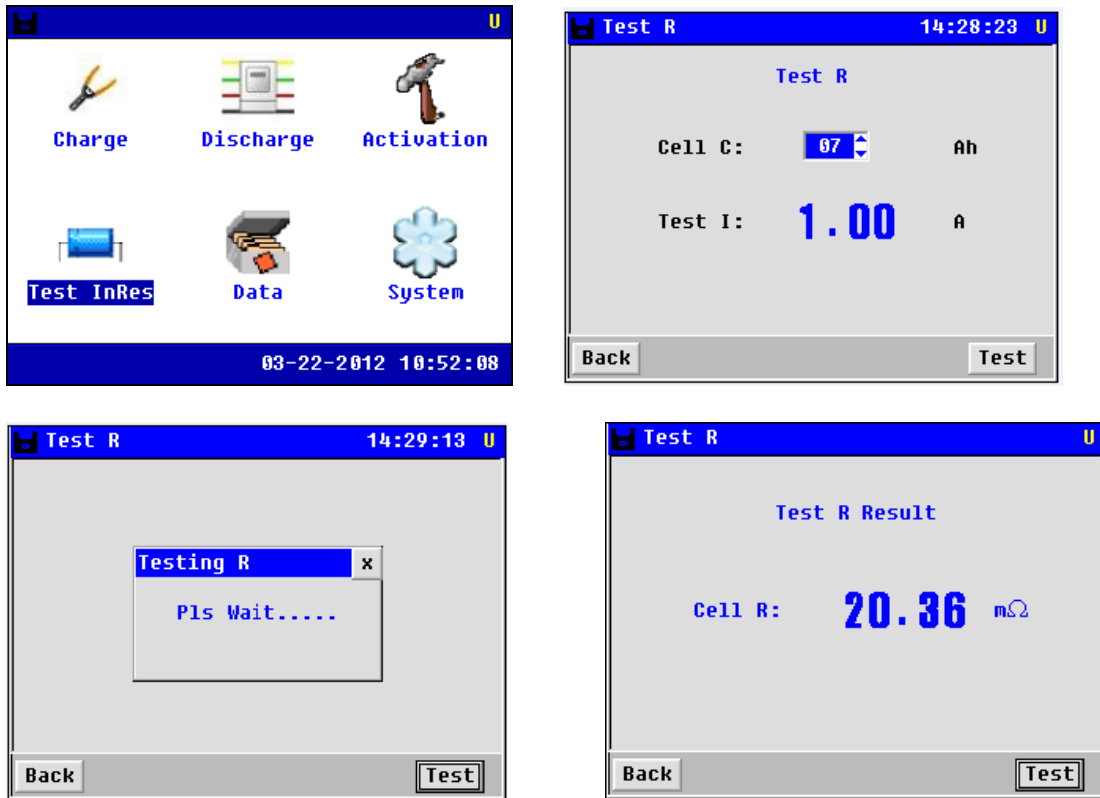 U
Charge Discharge Activation
Test InRes Data System
03-22-2012 10:52:08
Test R 14:28:23 U
Test R
Cell C: 07 Ah
Test I: 1.00 A
Back Test
Test R 14:29:13 U
Testing R x
Pls Wait.....
Back Test
Test R U
Test R Result
Cell R: 20.36 mΩ
Back Test